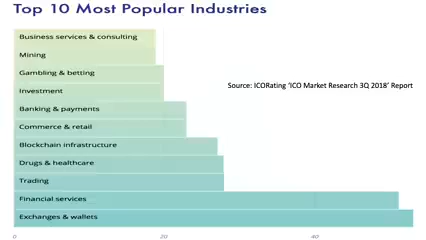 Top 10 Most Popular Industries
Business services & consulting
Mining
Gambling & betting
Investment
Source: ICORating ‘ICO Market Research 3Q 2018’ Report
Banking & payments
Commerce & retail
Blockchain infrastructure
Drugs & healthcare
Trading
Financial services
Exchanges & wallets
0 20 40